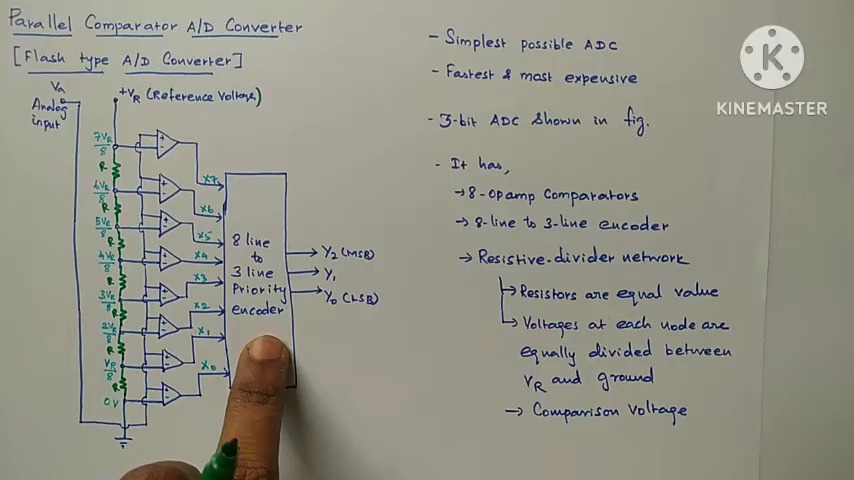 Parallel Comparator A/D Converter
[Flash type A/D Converter]
Va
Analog
input
+VR (Reference Voltage)
7VR/8
R
6VR/8
R
5VR/8
R
4VR/8
R
3VR/8
R
2VR/8
R
VR/8
R
0V
+
-
+
-
+
-
+
-
+
-
+
-
+
-
+
-
X7
X6
X5
X4
X3
X2
X1
X0
8 line
to
3 line
Priority
encoder
Y2 (MSB)
Y1
Y0 (LSB)
- Simplest possible ADC
- Fastest & most expensive
- 3-bit ADC shown in fig.
- It has,
→ 8-opamp Comparators
→ 8-line to 3-line encoder
→ Resistive-divider network
→ Resistors are equal value
→ Voltages at each node are
equally divided between
VR and ground
→ Comparison Voltage
K
KINEMASTER